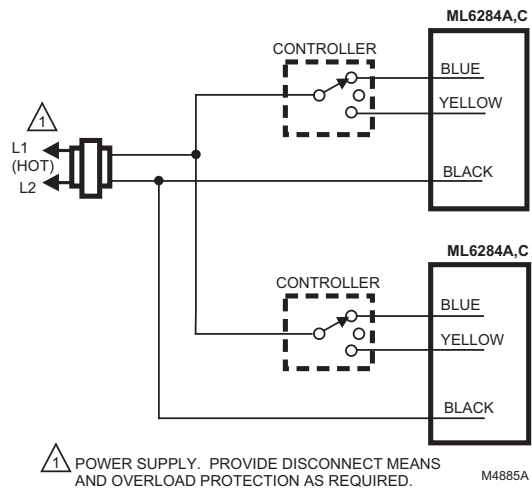 ML6284A,C
CONTROLLER
BLUE
YELLOW
1
L1
(HOT)
L2
BLACK
ML6284A,C
CONTROLLER
BLUE
YELLOW
BLACK
1 POWER SUPPLY. PROVIDE DISCONNECT MEANS
AND OVERLOAD PROTECTION AS REQUIRED.
M4885A